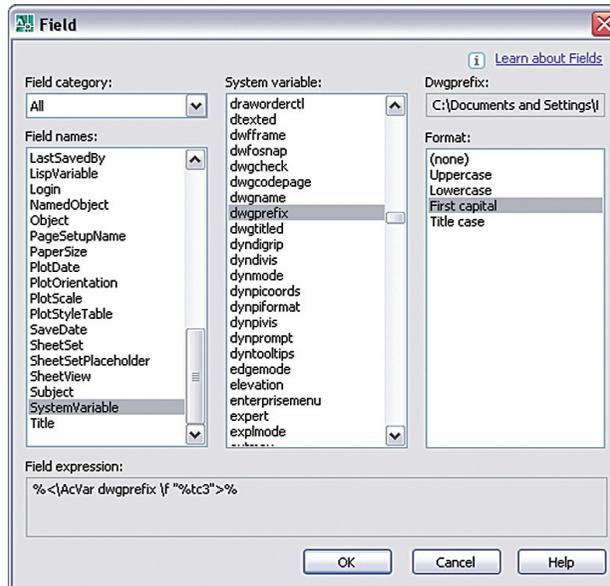 Field
Learn about Fields
Field category:
All
Field names:
LastSavedBy
LispVariable
Login
NamedObject
Object
PageSetupName
PaperSize
PlotDate
PlotOrientation
PlotScale
PlotStyleTable
SaveDate
SheetSet
SheetSetPlaceholder
SheetView
Subject
SystemVariable
Title
System variable:
draworderctl
dtexted
dwfframe
dwfosnap
dwgcheck
dwgcodepage
dwgname
dwgprefix
dwgtitled
dyndigrip
dyndivis
dynmode
dynpicoords
dynpiformat
dynpivis
dynprompt
dyntooltips
edgemode
elevation
enterprisemenu
expert
explmode
Dwgprefix:
C:\Documents and Settings\
Format:
(none)
Uppercase
Lowercase
First capital
Title case
Field expression:
%<\AcVar dwgprefix \f "%tc3">%
OK
Cancel
Help